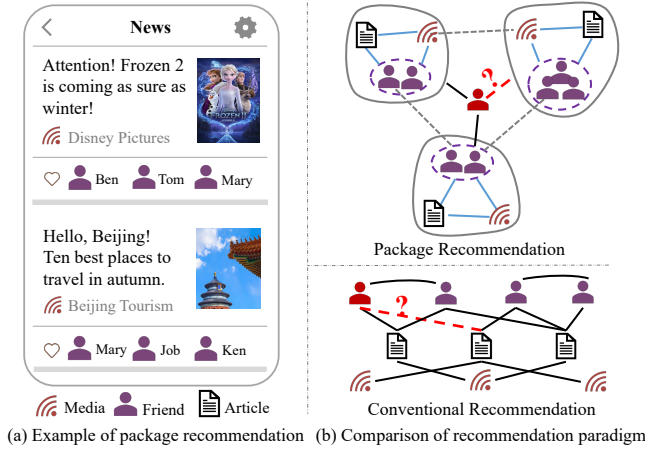 News
Attention! Frozen 2
is coming as sure as
winter!
FROZEN II
Disney Pictures
Ben Tom Mary
Hello, Beijing!
Ten best places to
travel in autumn.
Beijing Tourism
Mary Job Ken
Media Friend Article
(a) Example of package recommendation
?
Package Recommendation
?
Conventional Recommendation
(b) Comparison of recommendation paradigm